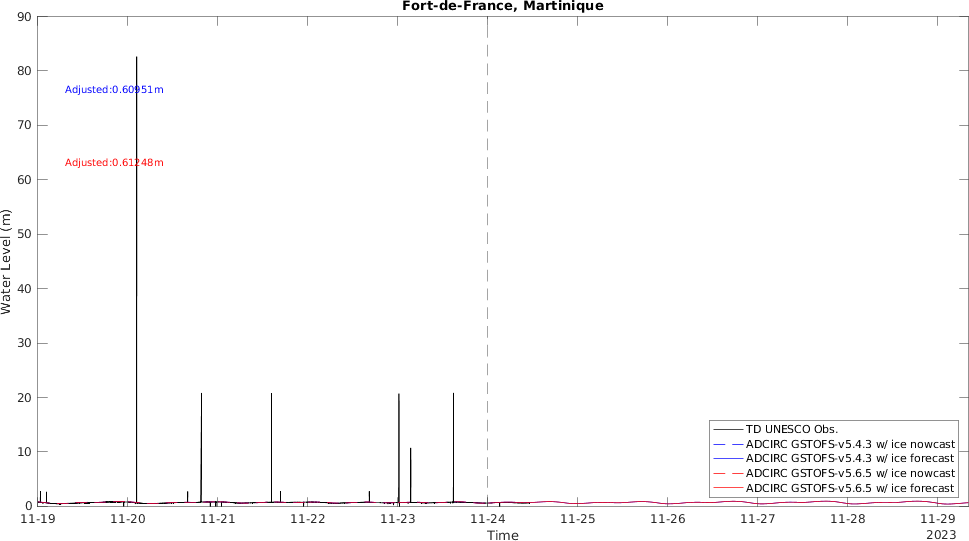 Fort-de-France, Martinique
90
80
70
60
50
40
30
20
10
0
Water Level (m)
Adjusted:0.60951m
Adjusted:0.61248m
TD UNESCO Obs.
ADCIRC GSTOFS-v5.4.3 w/ ice nowcast
ADCIRC GSTOFS-v5.4.3 w/ ice forecast
ADCIRC GSTOFS-v5.6.5 w/ ice nowcast
ADCIRC GSTOFS-v5.6.5 w/ ice forecast
11-19 11-20 11-21 11-22 11-23 11-24 11-25 11-26 11-27 11-28 11-29
Time
2023